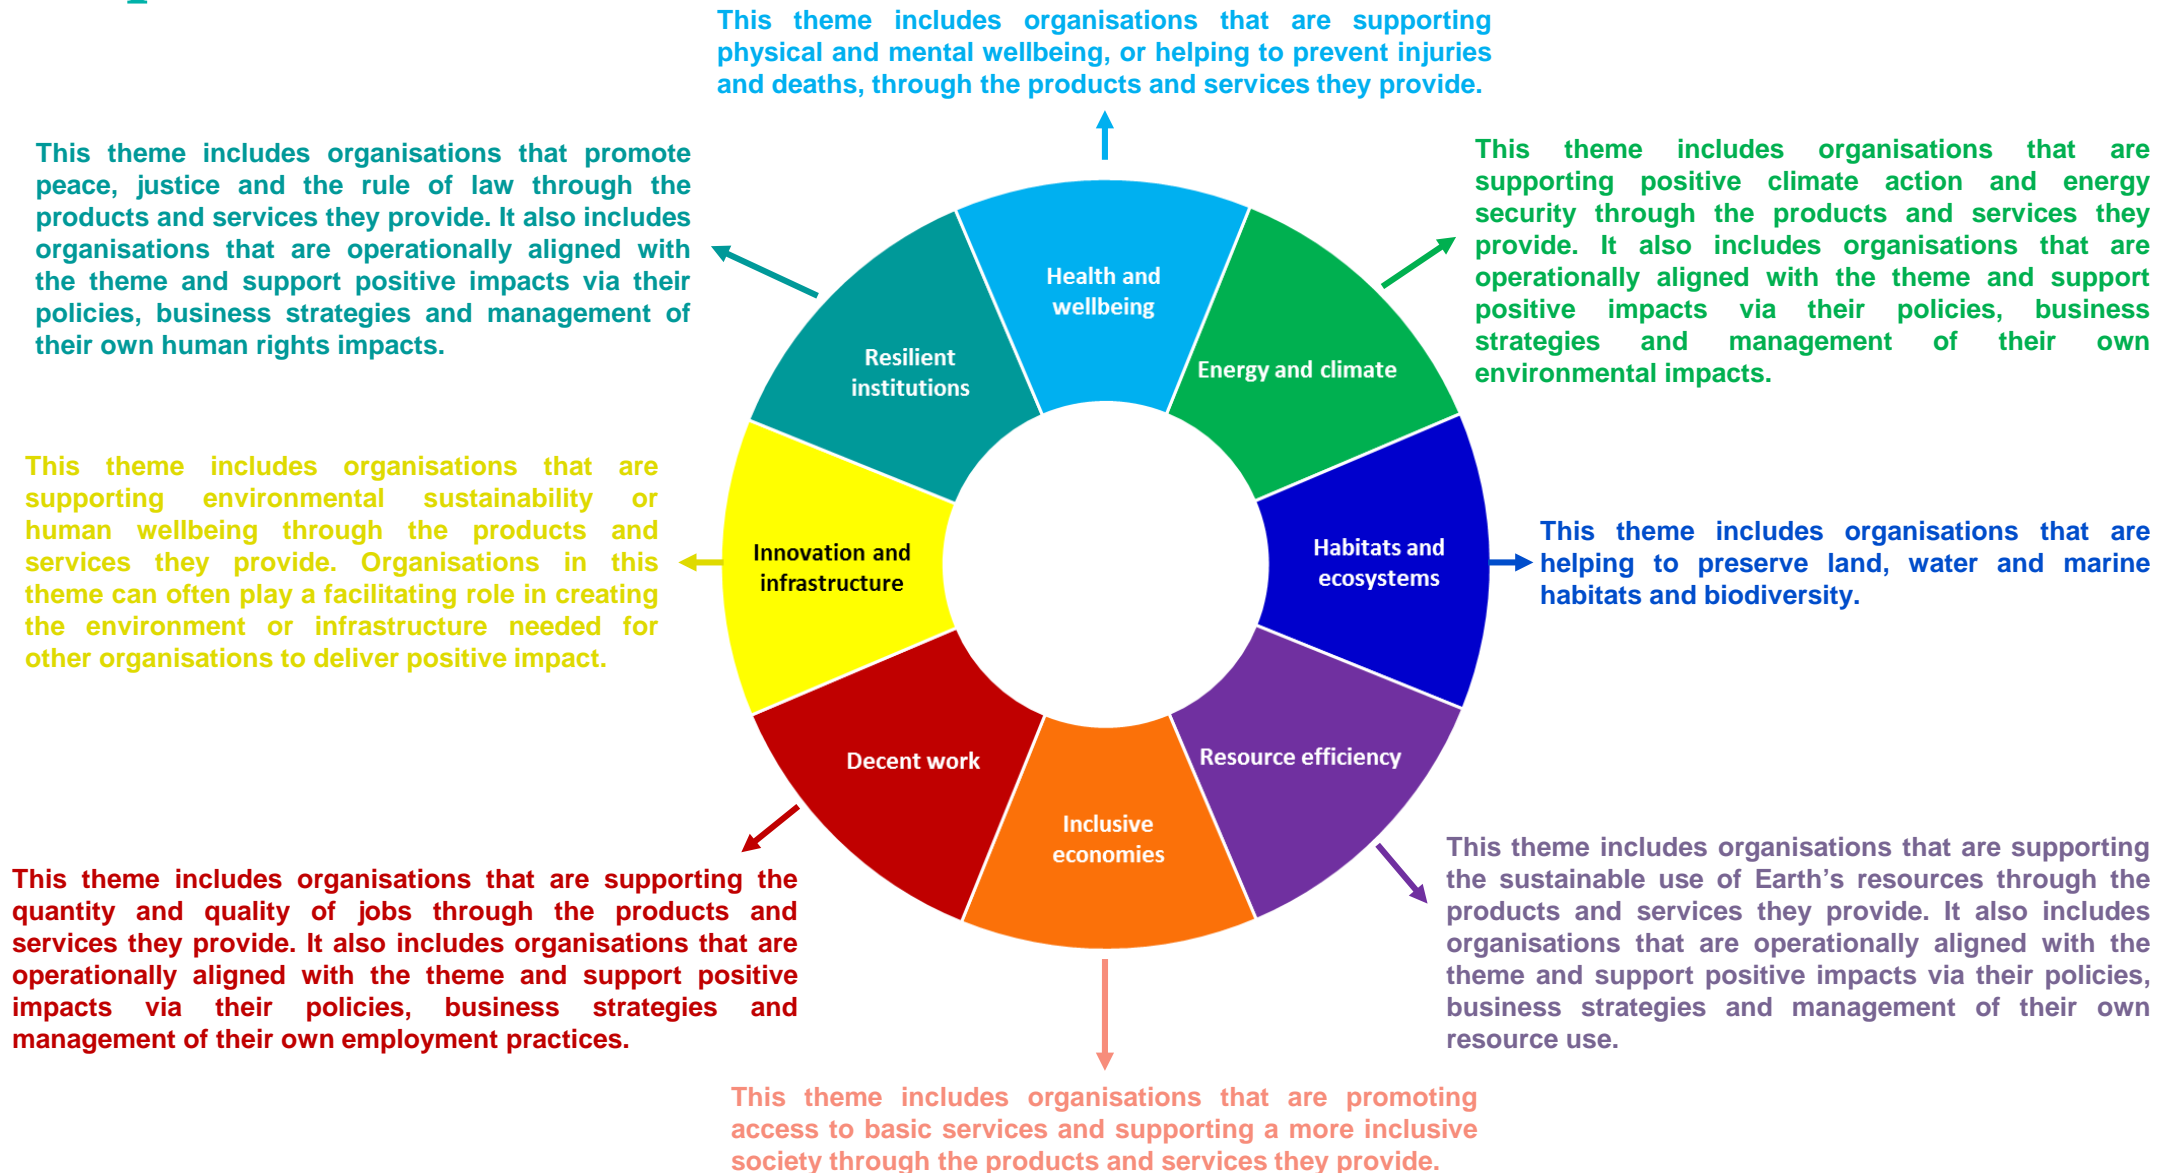 This theme includes organisations that are supporting
physical and mental wellbeing, or helping to prevent injuries
and deaths, through the products and services they provide.
This theme includes organisations that promote
peace, justice and the rule of law through the
products and services they provide. It also includes
organisations that are operationally aligned with
the theme and support positive impacts via their
policies, business strategies and management of
their own human rights impacts.
This theme includes organisations that are
supporting positive climate action and energy
security through the products and services they
provide. It also includes organisations that are
operationally aligned with the theme and support
positive impacts via their policies, business
strategies and management of their own
environmental impacts.
Health and
wellbeing
Resilient
institutions
Energy and climate
This theme includes organisations that are
supporting environmental sustainability or
human wellbeing through the products and
services they provide. Organisations in this
theme can often play a facilitating role in creating
the environment or infrastructure needed for
other organisations to deliver positive impact.
Innovation and
infrastructure
Habitats and
ecosystems
This theme includes organisations that are
helping to preserve land, water and marine
habitats and biodiversity.
Decent work
Resource efficiency
Inclusive
economies
This theme includes organisations that are supporting the
quantity and quality of jobs through the products and
services they provide. It also includes organisations that are
operationally aligned with the theme and support positive
impacts via their policies, business strategies and
management of their own employment practices.
This theme includes organisations that are supporting
the sustainable use of Earth’s resources through the
products and services they provide. It also includes
organisations that are operationally aligned with the
theme and support positive impacts via their policies,
business strategies and management of their own
resource use.
This theme includes organisations that are promoting
access to basic services and supporting a more inclusive
society through the products and services they provide.